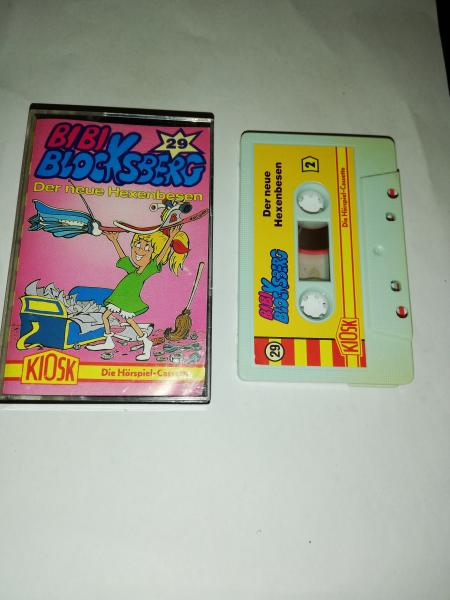 BIBI
29
BLOCKSBERG
Der neue Hexenbesen
KIOSK
Die Hörspiel-Cassette
29
BIBI
BLOCKSBERG
Der neue
Hexenbesen
2
KIOSK
Die Hörspiel-Cassette